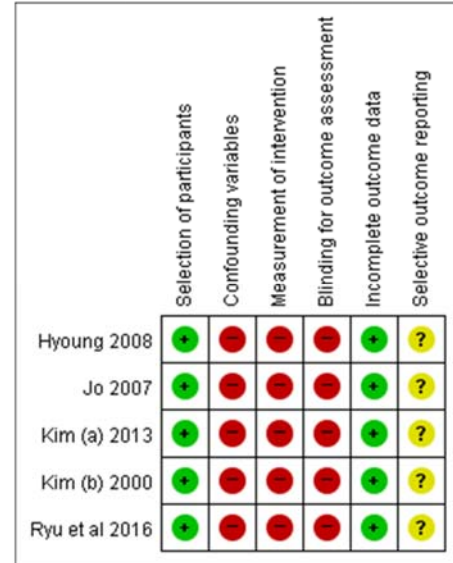 Selection of participants
Confounding variables
Measurement of intervention
Blinding for outcome assessment
Incomplete outcome data
Selective outcome reporting
Hyoung 2008 + - - - + ?
Jo 2007 + - - - + ?
Kim (a) 2013 + - - - + ?
Kim (b) 2000 + - - - + ?
Ryu et al 2016 + - - - + ?